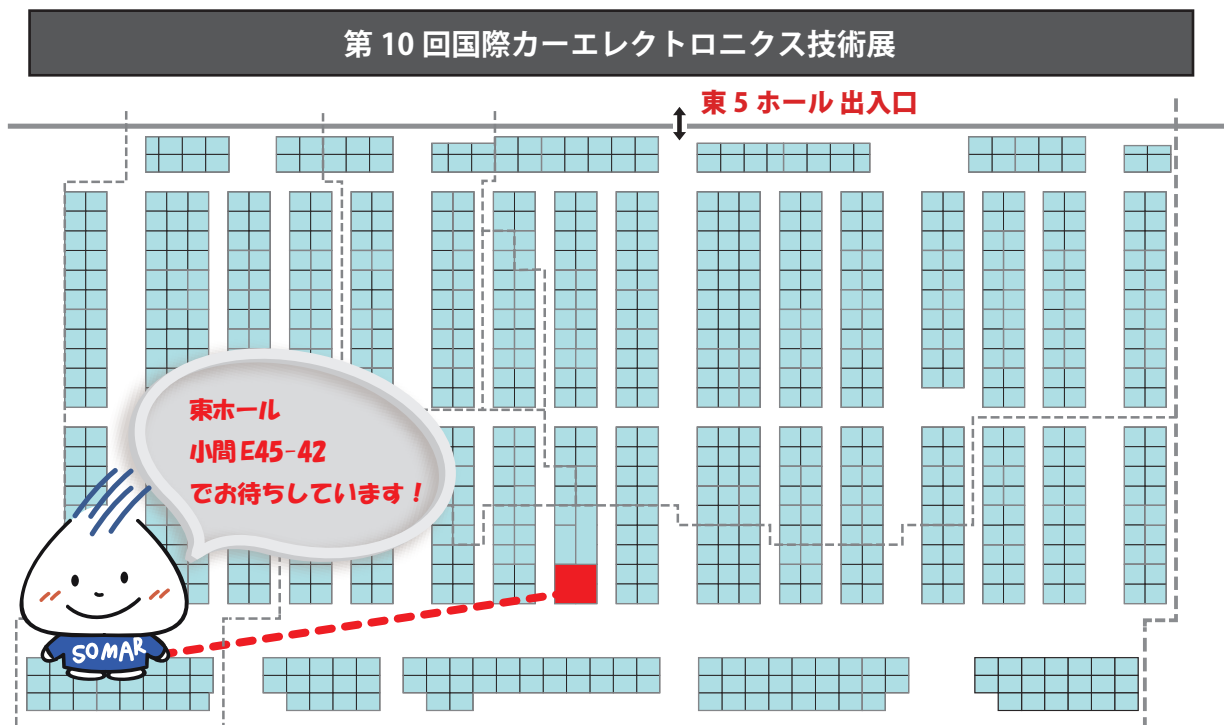 第 10 回国際カーエレクトロニクス技術展
東 5 ホール 出入口
東ホール
小間 E45-42
でお待ちしています！
SOMAR